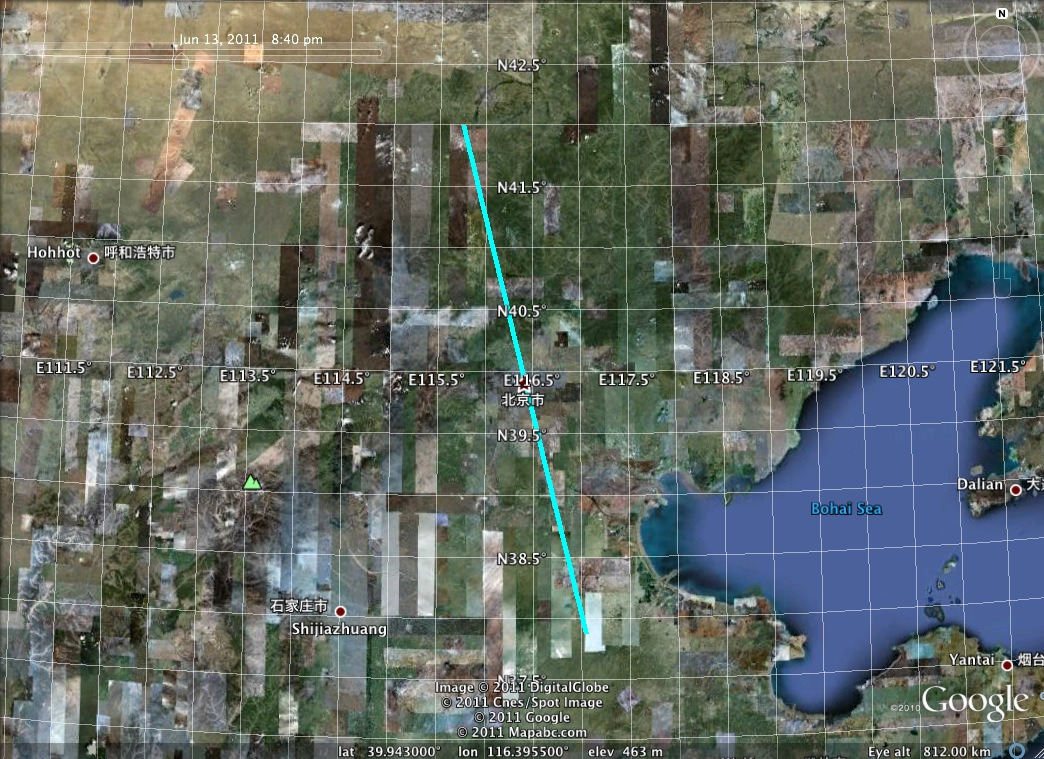 Jun 13, 2011 8:40 pm
N
N42.5°
N41.5°
Hohhot 呼和浩特市
N40.5°
E111.5° E112.5° E113.5° E114.5° E115.5° E116.5° E117.5° E118.5° E119.5° E120.5° E121.5°
北京市
N39.5°
Dalian
Bohai Sea
N38.5°
石家庄市
Shijiazhuang
Yantai 烟台
N37.5°
Image © 2011 DigitalGlobe
© 2011 Cnes/Spot Image
© 2011 Google
© 2011 Mapabc.com
©2010 Google
lat 39.943000° lon 116.395500° elev 463 m
Eye alt 812.00 km